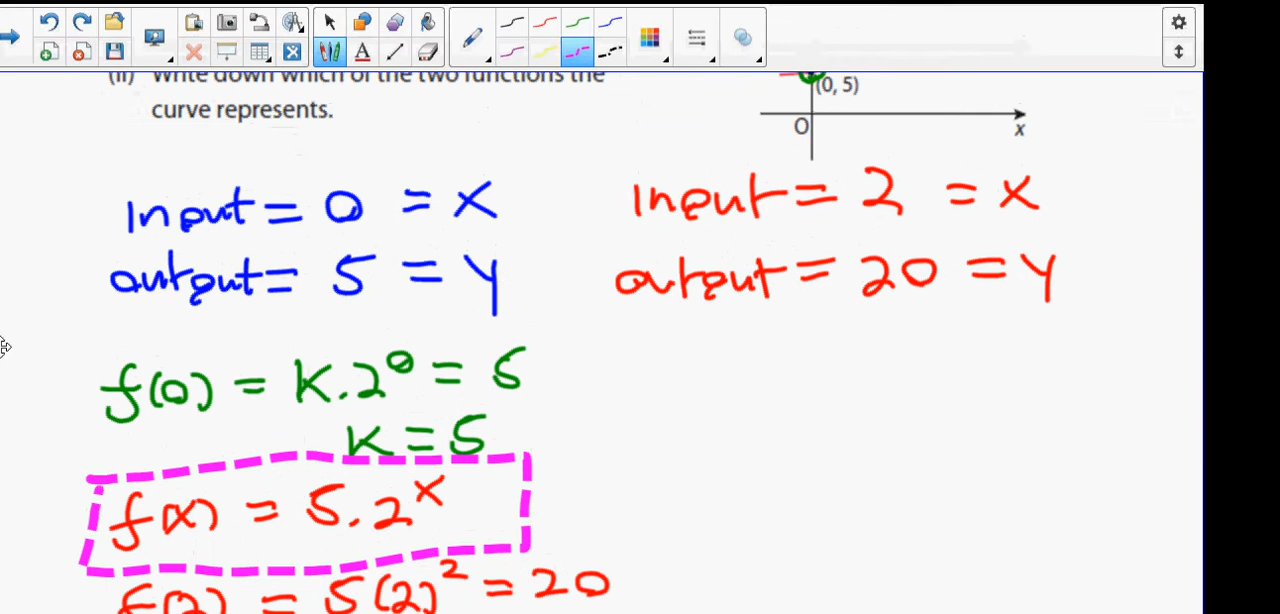 (ii) Write down which of the two functions the
curve represents.
(0, 5)
O
x
Input = 0 = x
output = 5 = y
Input = 2 = x
output = 20 = y
f(0) = K.2⁰ = 5
K = 5
f(x) = 5.2ˣ
f(2) = 5(2)² = 20